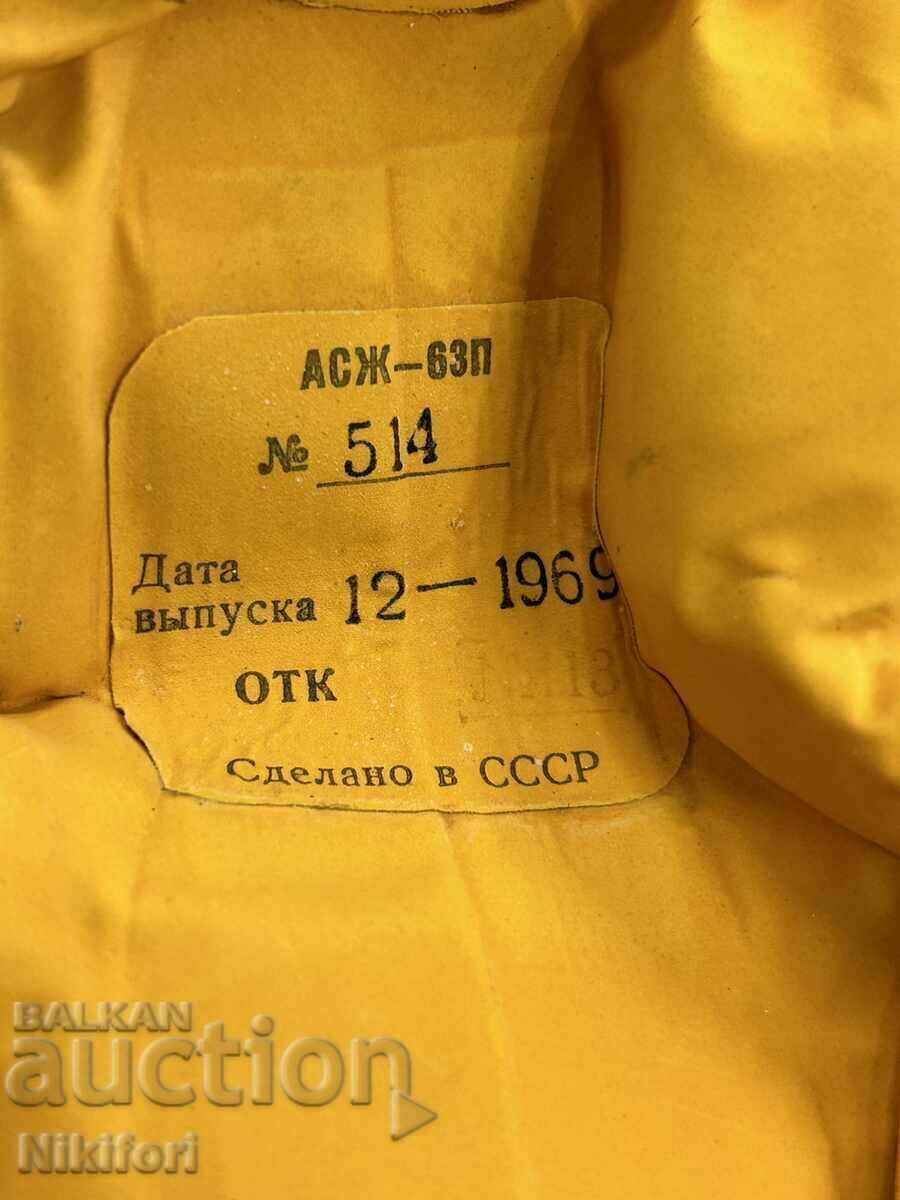 АСЖ-63П
№ 514
Дата
выпуска 12-1969
ОТК
Сделано в СССР
BALKAN
auction
Nikifori